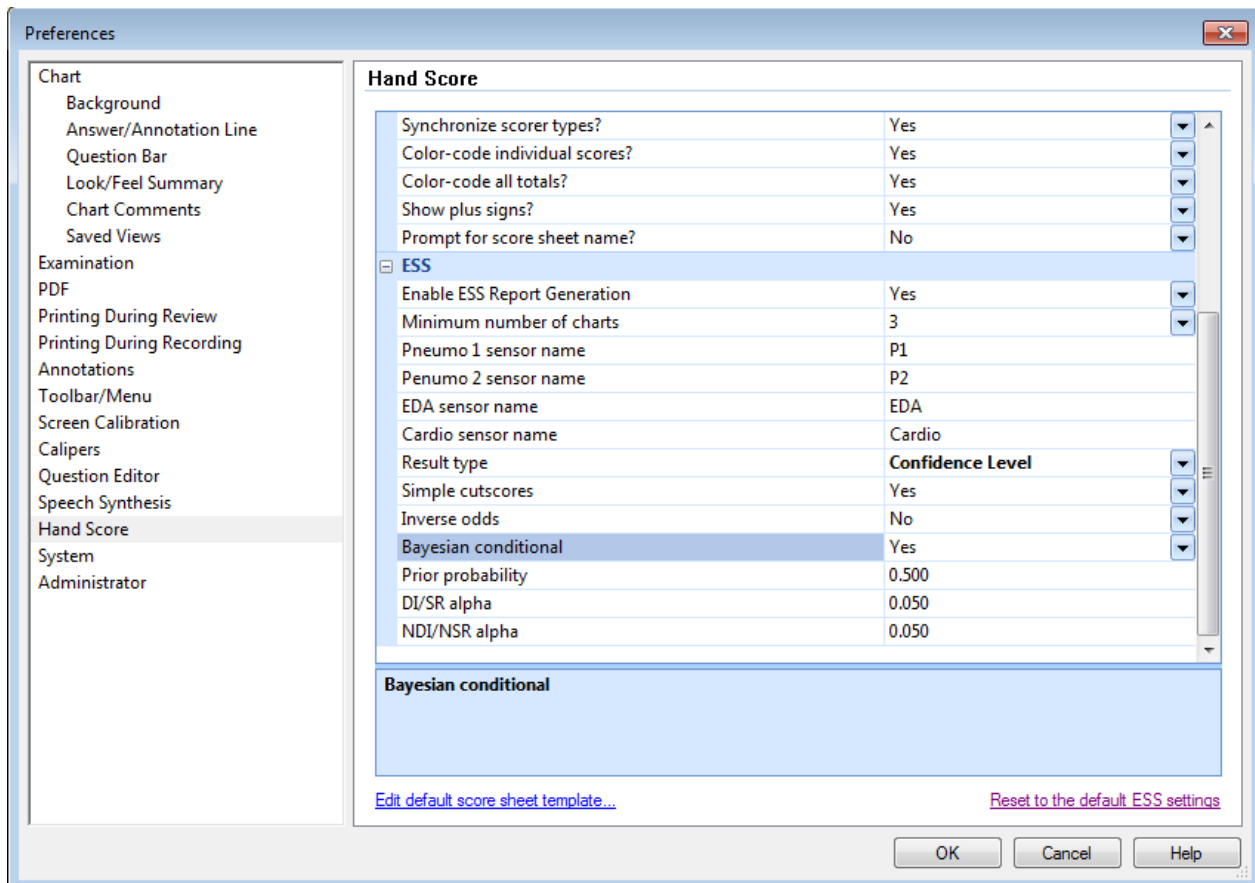 Preferences
Chart
Background
Answer/Annotation Line
Question Bar
Look/Feel Summary
Chart Comments
Saved Views
Examination
PDF
Printing During Review
Printing During Recording
Annotations
Toolbar/Menu
Screen Calibration
Calipers
Question Editor
Speech Synthesis
Hand Score
System
Administrator
Hand Score
Synchronize scorer types? Yes
Color-code individual scores? Yes
Color-code all totals? Yes
Show plus signs? Yes
Prompt for score sheet name? No
ESS
Enable ESS Report Generation Yes
Minimum number of charts 3
Pneumo 1 sensor name P1
Penumo 2 sensor name P2
EDA sensor name EDA
Cardio sensor name Cardio
Result type Confidence Level
Simple cutscores Yes
Inverse odds No
Bayesian conditional Yes
Prior probability 0.500
DI/SR alpha 0.050
NDI/NSR alpha 0.050
Bayesian conditional
Edit default score sheet template... Reset to the default ESS settings
OK Cancel Help